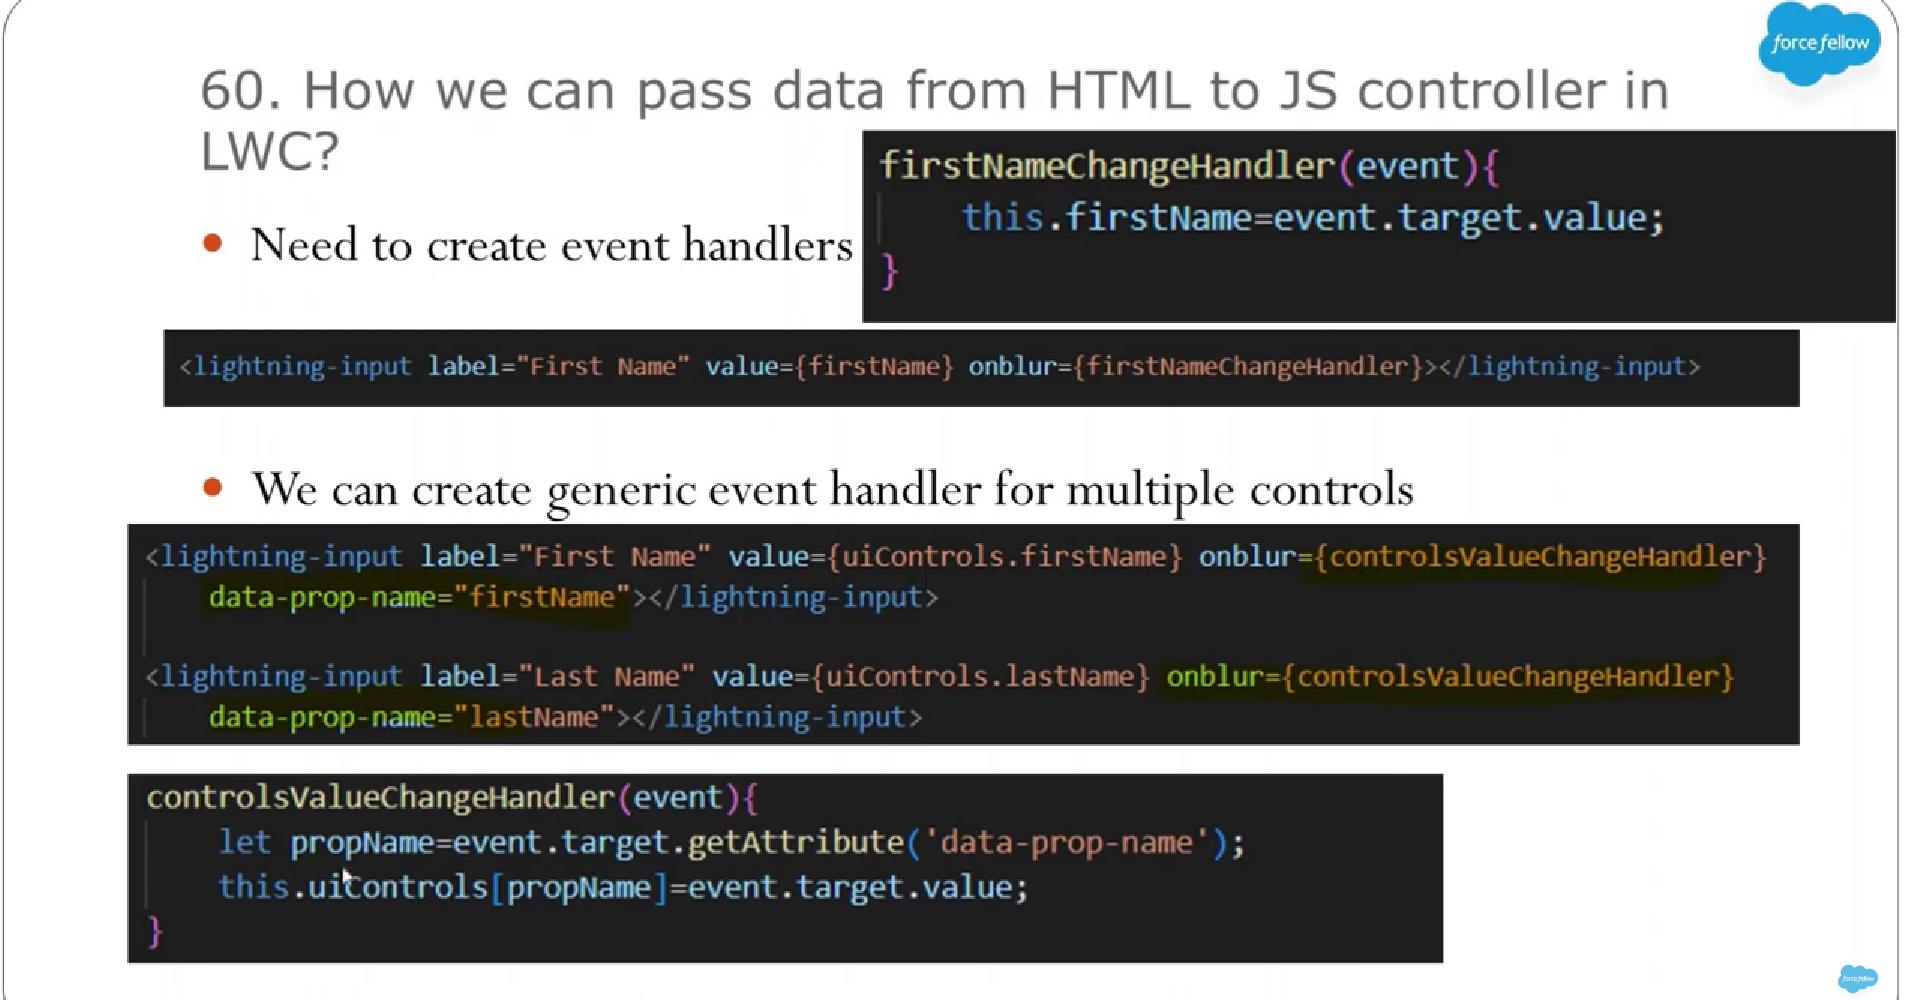 force fellow
60. How we can pass data from HTML to JS controller in
LWC?
firstNameChangeHandler(event){
this.firstName=event.target.value;
}
• Need to create event handlers
<lightning-input label="First Name" value={firstName} onblur={firstNameChangeHandler}></lightning-input>
• We can create generic event handler for multiple controls
<lightning-input label="First Name" value={uiControls.firstName} onblur={controlsValueChangeHandler}
data-prop-name="firstName"></lightning-input>
<lightning-input label="Last Name" value={uiControls.lastName} onblur={controlsValueChangeHandler}
data-prop-name="lastName"></lightning-input>
controlsValueChangeHandler(event){
let propName=event.target.getAttribute('data-prop-name');
this.uiControls[propName]=event.target.value;
}
force fellow